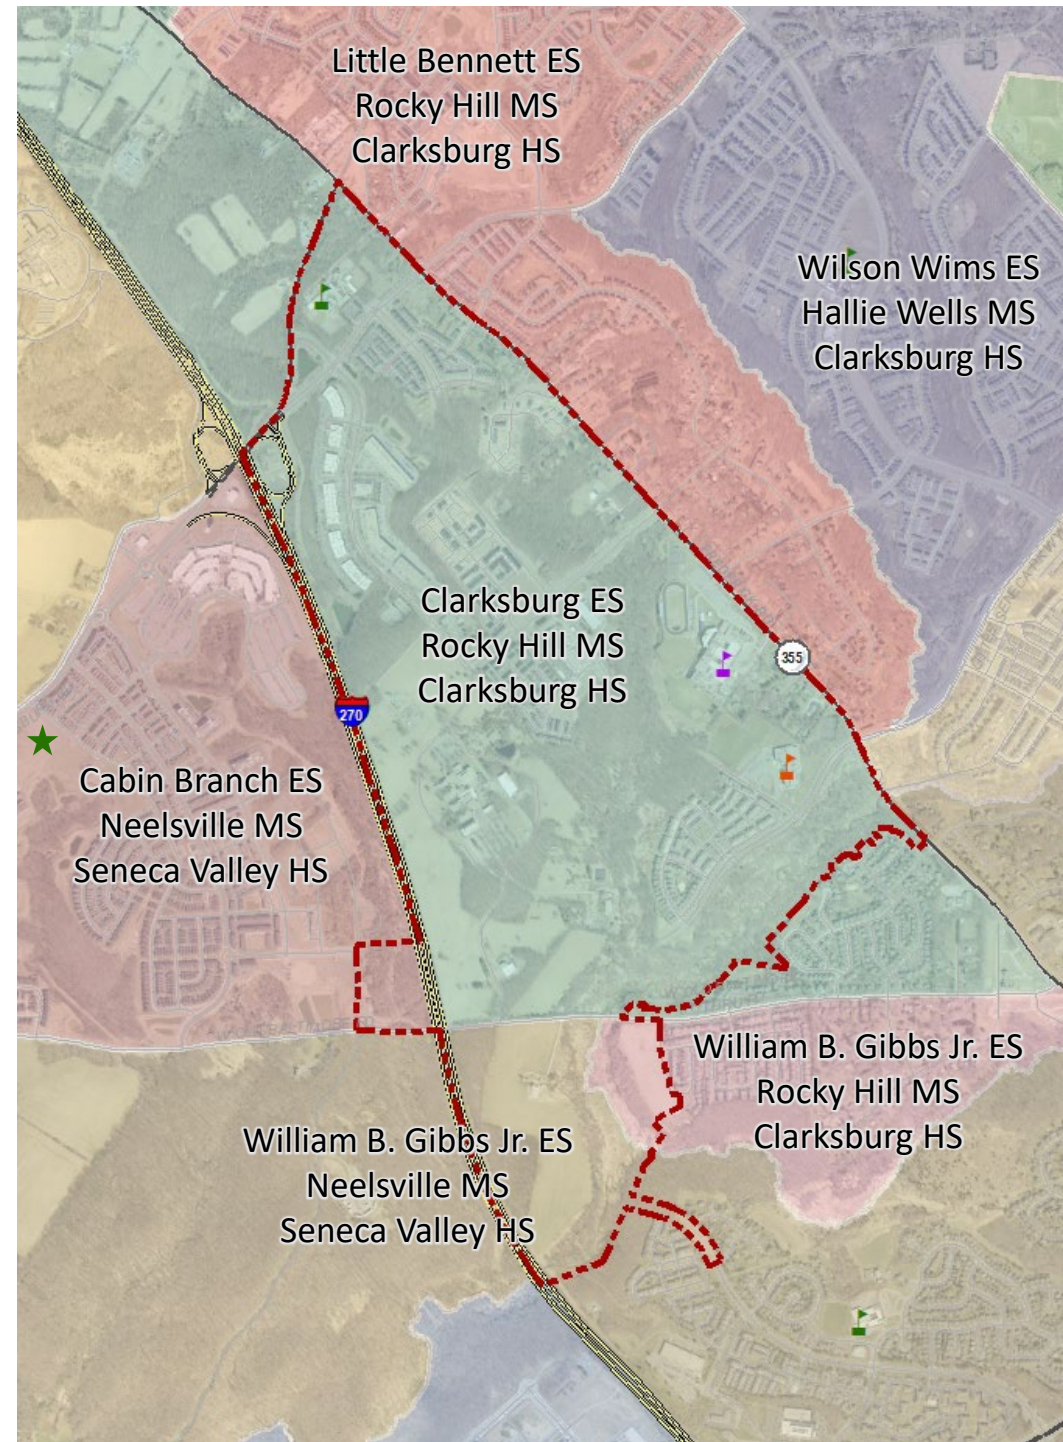 Little Bennett ES
Rocky Hill MS
Clarksburg HS
Wilson Wims ES
Hallie Wells MS
Clarksburg HS
Clarksburg ES
Rocky Hill MS
Clarksburg HS
355
270
Cabin Branch ES
Neelsville MS
Seneca Valley HS
William B. Gibbs Jr. ES
Rocky Hill MS
Clarksburg HS
William B. Gibbs Jr. ES
Neelsville MS
Seneca Valley HS